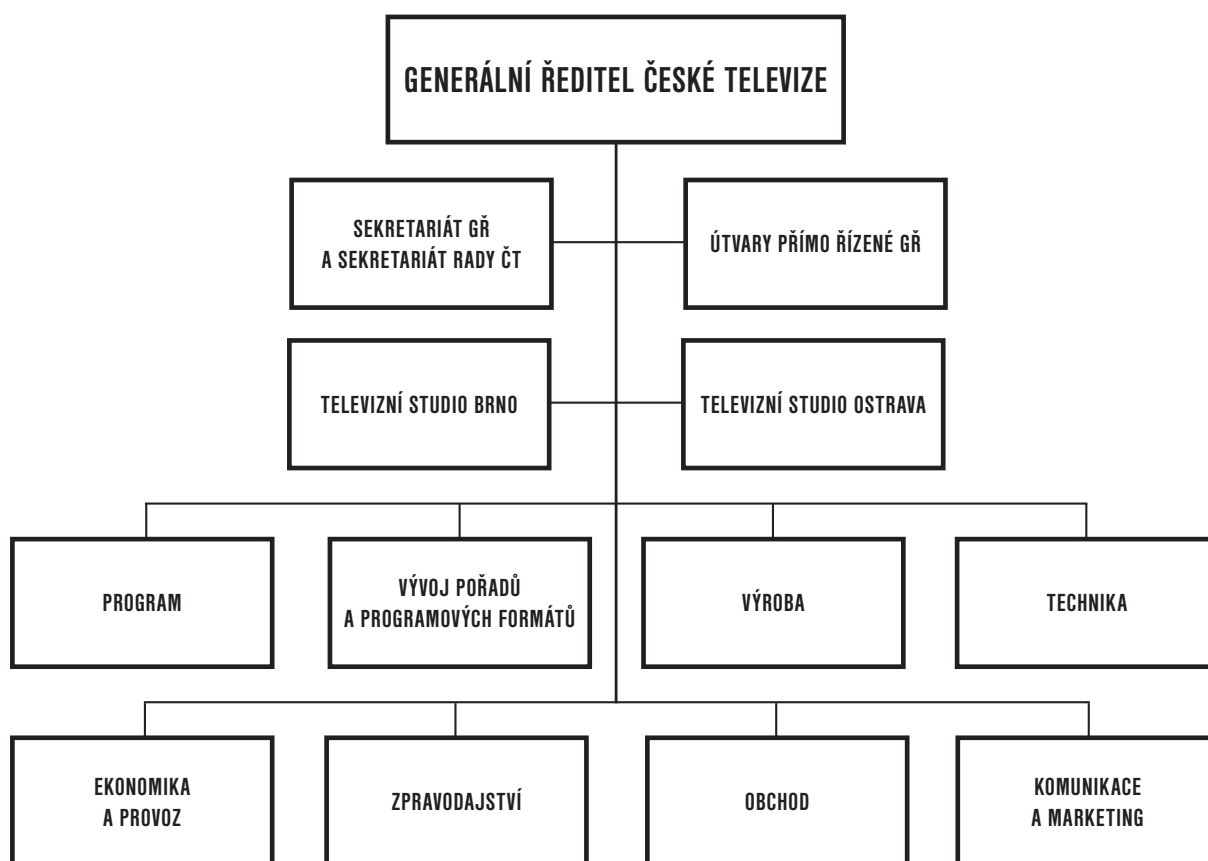 GENERÁLNÍ ŘEDITEL ČESKÉ TELEVIZE
SEKRETARIÁT GŘ
A SEKRETARIÁT RADY ČT
ÚTVARY PŘÍMO ŘÍZENÉ GŘ
TELEVIZNÍ STUDIO BRNO
TELEVIZNÍ STUDIO OSTRAVA
PROGRAM
VÝVOJ POŘADŮ
A PROGRAMOVÝCH FORMÁTŮ
VÝROBA
TECHNIKA
EKONOMIKA
A PROVOZ
ZPRAVODAJSTVÍ
OBCHOD
KOMUNIKACE
A MARKETING